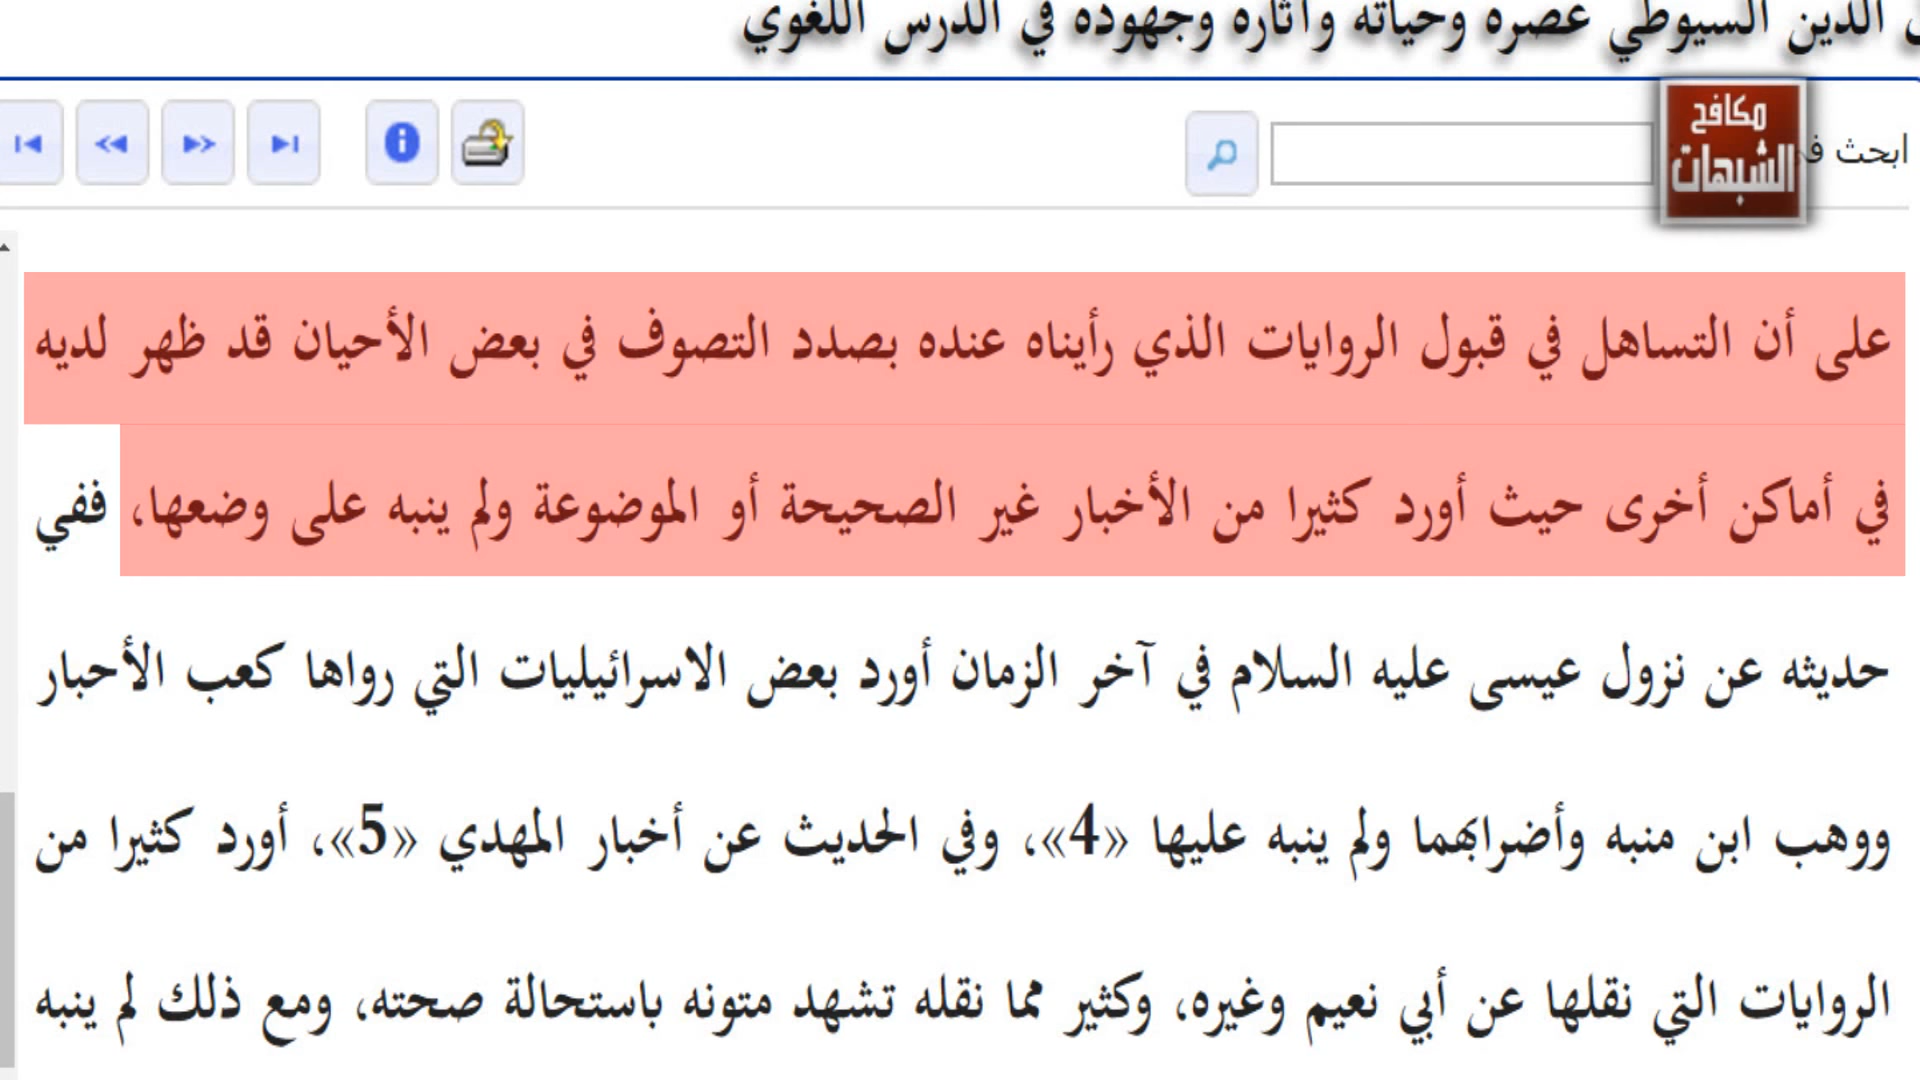 الدين السيوطي عصره وحياته وآثاره وجهوده في الدرس اللغوي
ابحث
مكافح
الشبهات
على أن التساهل في قبول الروايات الذي رأيناه عنده بصدد التصوف في بعض الأحيان قد ظهر لديه
في أماكن أخرى حيث أورد كثيرا من الأخبار غير الصحيحة أو الموضوعة ولم ينبه على وضعها، ففي
حديثه عن نزول عيسى عليه السلام في آخر الزمان أورد بعض الاسرائيليات التي رواها كعب الأحبار
ووهب ابن منبه وأضرابهما ولم ينبه عليها «4»، وفي الحديث عن أخبار المهدي «5»، أورد كثيرا من
الروايات التي نقلها عن أبي نعيم وغيره، وكثير مما نقله تشهد متونه باستحالة صحته، ومع ذلك لم ينبه